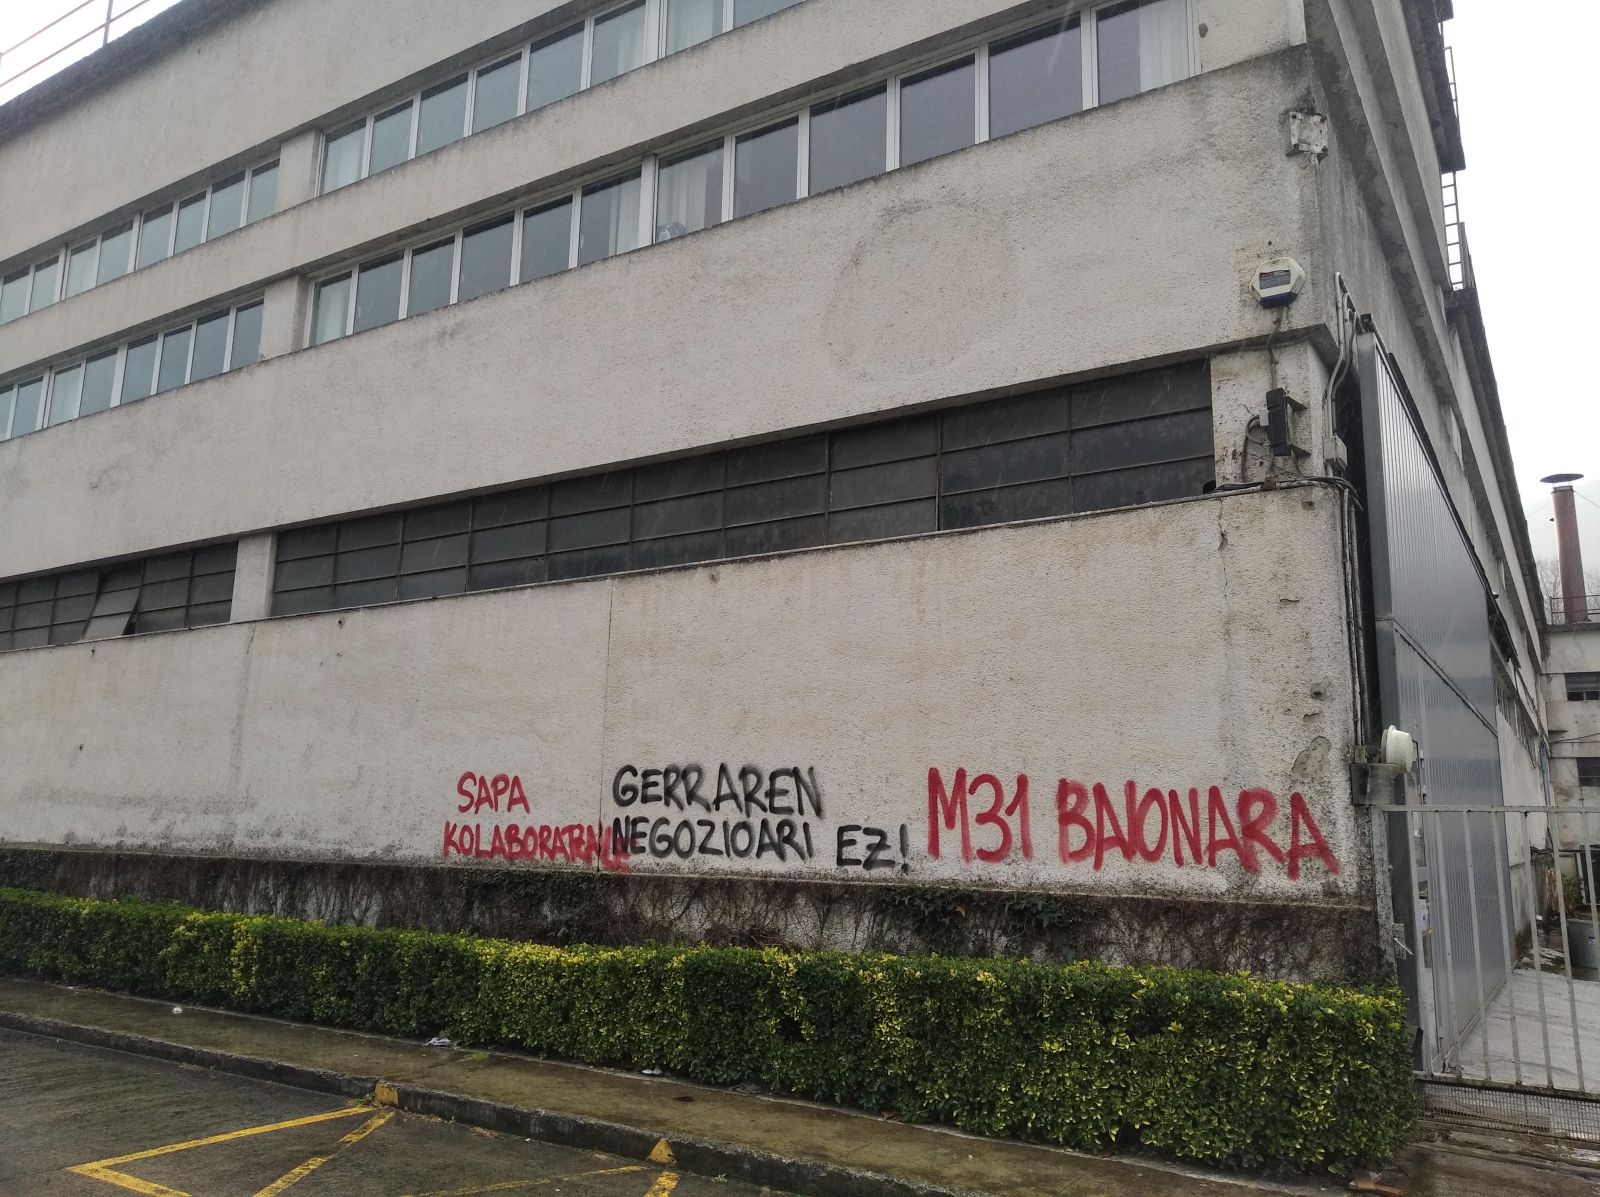 SAPA
KOLABORATZAILE
GERRAREN
NEGOZIOARI EZ!
M31 BAIONARA